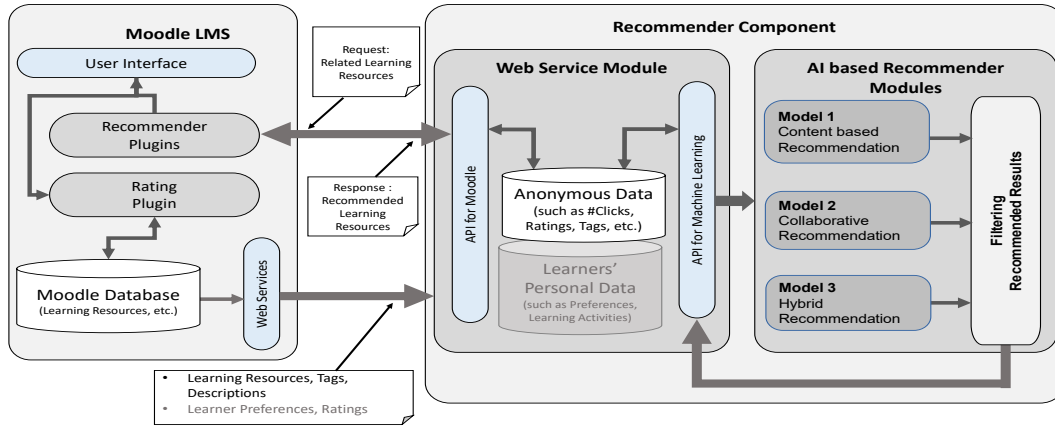 Moodle LMS
User Interface
Recommender
Plugins
Rating
Plugin
Moodle Database
(Learning Resources, etc.)
Web Services
Request:
Related Learning
Resources
Response :
Recommended
Learning
Resources
• Learning Resources, Tags,
Descriptions
• Learner Preferences, Ratings
Recommender Component
Web Service Module
API for Moodle
Anonymous Data
(such as #Clicks,
Ratings, Tags, etc.)
Learners’
Personal Data
(such as Preferences,
Learning Activities)
API for Machine Learning
AI based Recommender
Modules
Model 1
Content based
Recommendation
Model 2
Collaborative
Recommendation
Model 3
Hybrid
Recommendation
Filtering
Recommended Results